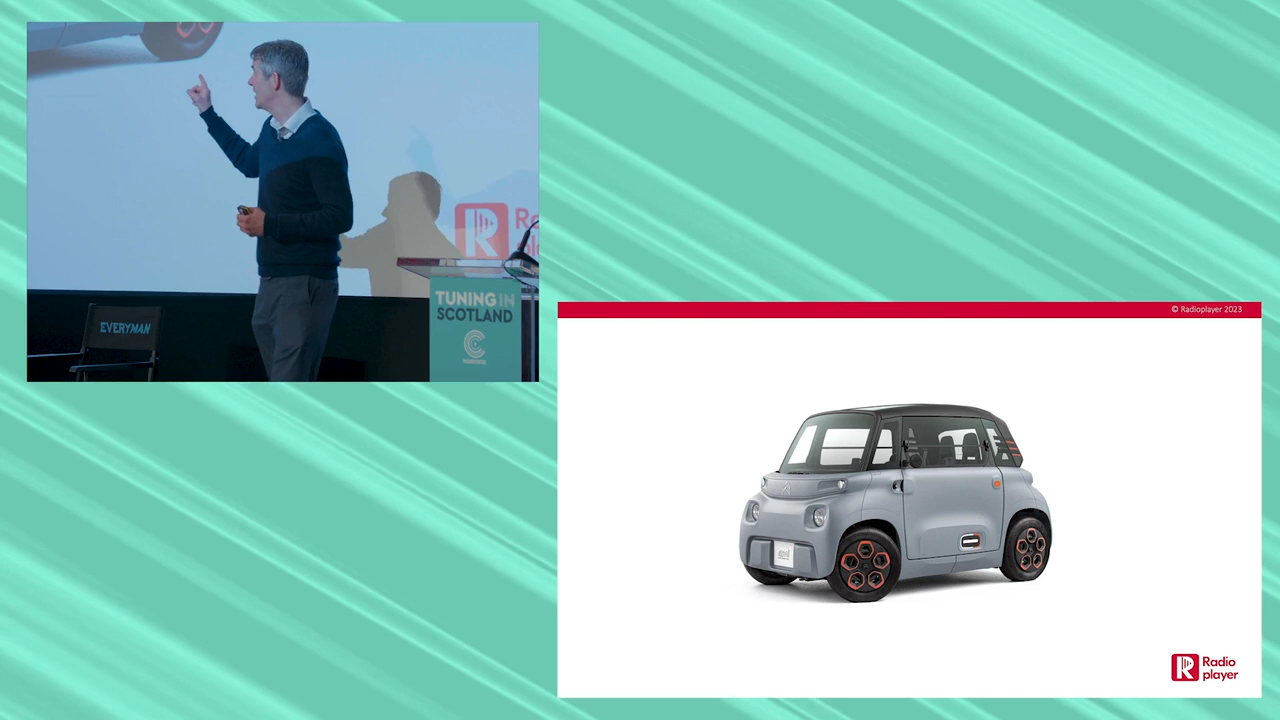 EVERYMAN
TUNING IN
SCOTLAND
© Radioplayer 2023
Radio
player